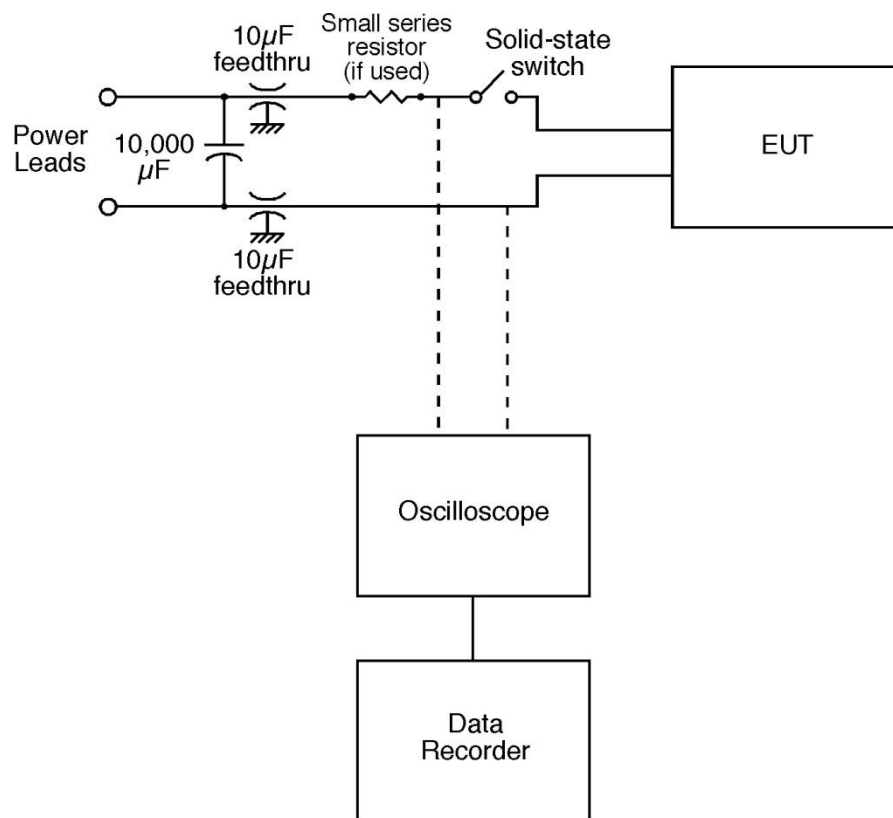 10µF
feedthru
Small series
resistor
(if used)
Solid-state
switch
Power
Leads
10,000
µF
EUT
10µF
feedthru
Oscilloscope
Data
Recorder